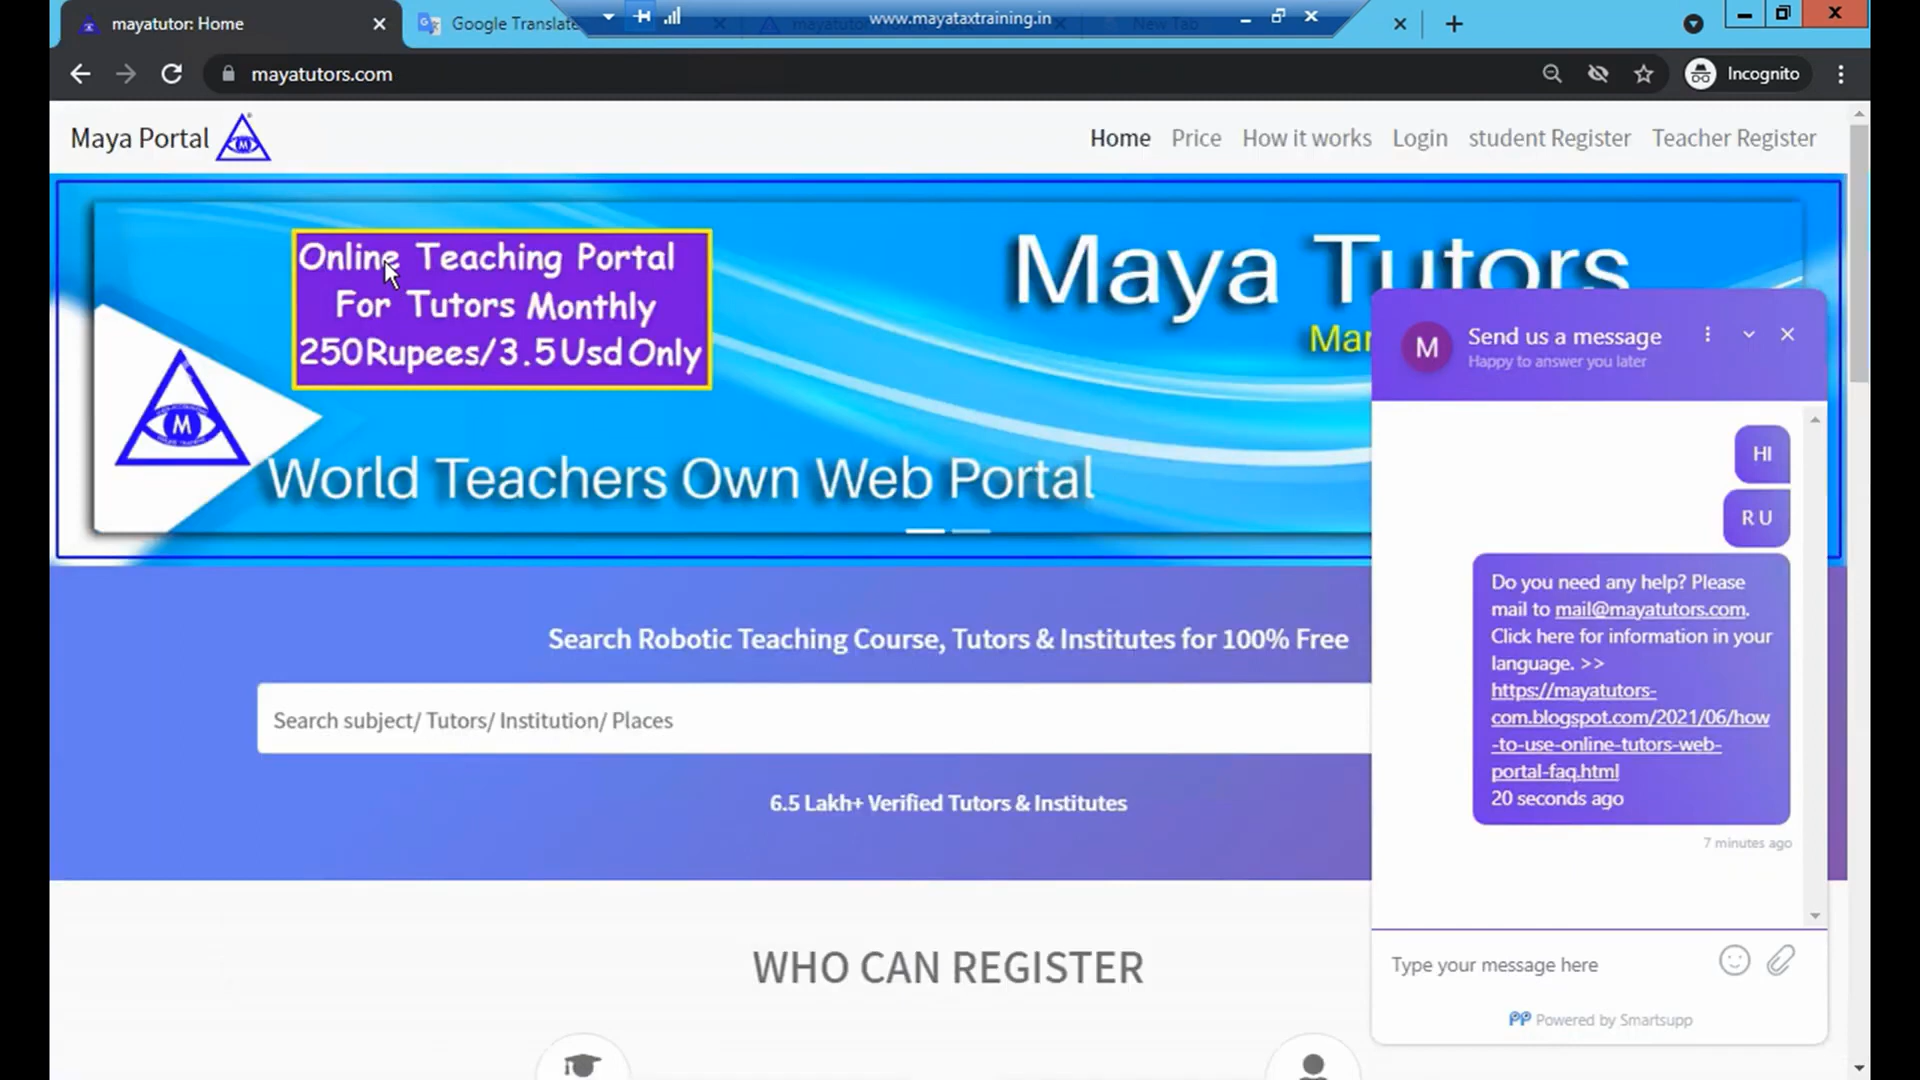 mayatutor: Home
Google Translate
www.mayataxtraining.in
New Tab
mayatutors.com
Incognito
Maya Portal
M
Home
Price
How it works
Login
student Register
Teacher Register
Online Teaching Portal
For Tutors Monthly
250Rupees/3.5Usd Only
Maya Tutors
M
World Teachers Own Web Portal
Search Robotic Teaching Course, Tutors & Institutes for 100% Free
Search subject/ Tutors/ Institution/ Places
6.5 Lakh+ Verified Tutors & Institutes
WHO CAN REGISTER
M
Send us a message
Happy to answer you later
HI
R U
Do you need any help? Please
mail to mail@mayatutors.com.
Click here for information in your
language. >>
https://mayatutors-
com.blogspot.com/2021/06/how
-to-use-online-tutors-web-
portal-faq.html
20 seconds ago
7 minutes ago
Type your message here
Powered by Smartsupp